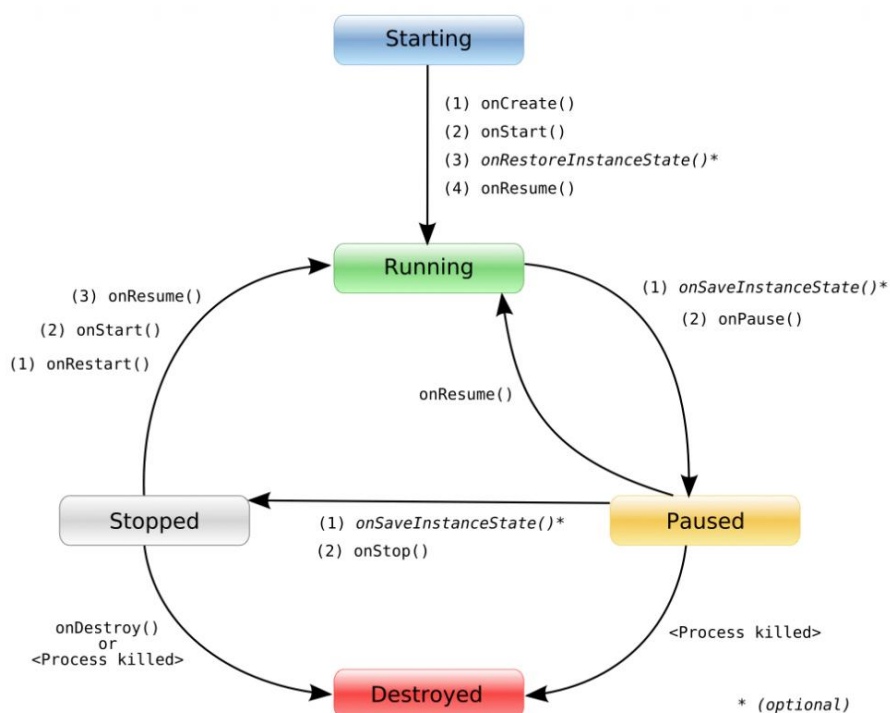 Starting
(1) onCreate()
(2) onStart()
(3) onRestoreInstanceState()*
(4) onResume()
Running
(3) onResume()
(2) onStart()
(1) onRestart()
(1) onSaveInstanceState()*
(2) onPause()
onResume()
Stopped
(1) onSaveInstanceState()*
(2) onStop()
Paused
onDestroy()
or
<Process killed>
<Process killed>
Destroyed
* (optional)